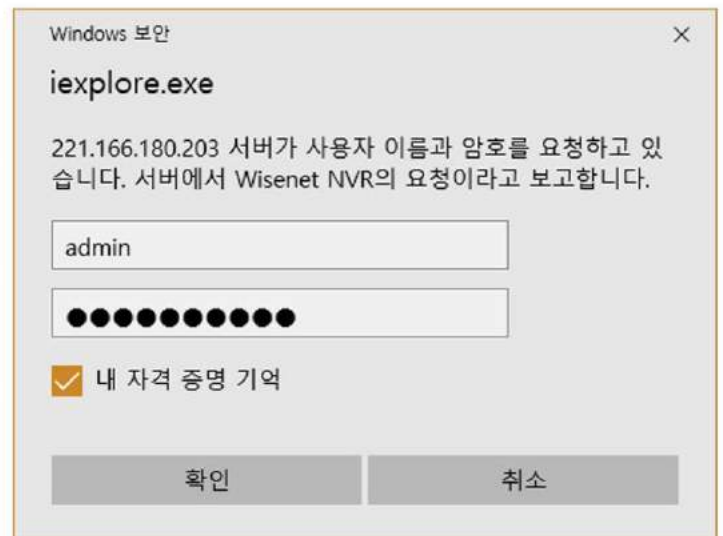 Windows 보안
iexplore.exe
221.166.180.203 서버가 사용자 이름과 암호를 요청하고 있
습니다. 서버에서 Wisenet NVR의 요청이라고 보고합니다.
admin
●●●●●●●●●●
내 자격 증명 기억
확인 취소